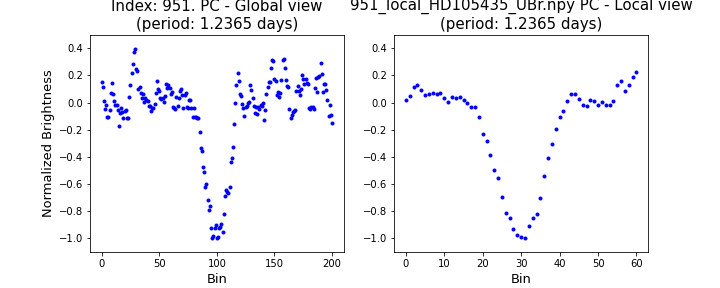 Index: 951. PC - Global view
(period: 1.2365 days)
951_local_HD105435_UBr.npy PC - Local view
(period: 1.2365 days)
Normalized Brightness
0.4
0.2
0.0
−0.2
−0.4
−0.6
−0.8
−1.0
0 50 100 150 200
Bin
0.4
0.2
0.0
−0.2
−0.4
−0.6
−0.8
−1.0
0 10 20 30 40 50 60
Bin